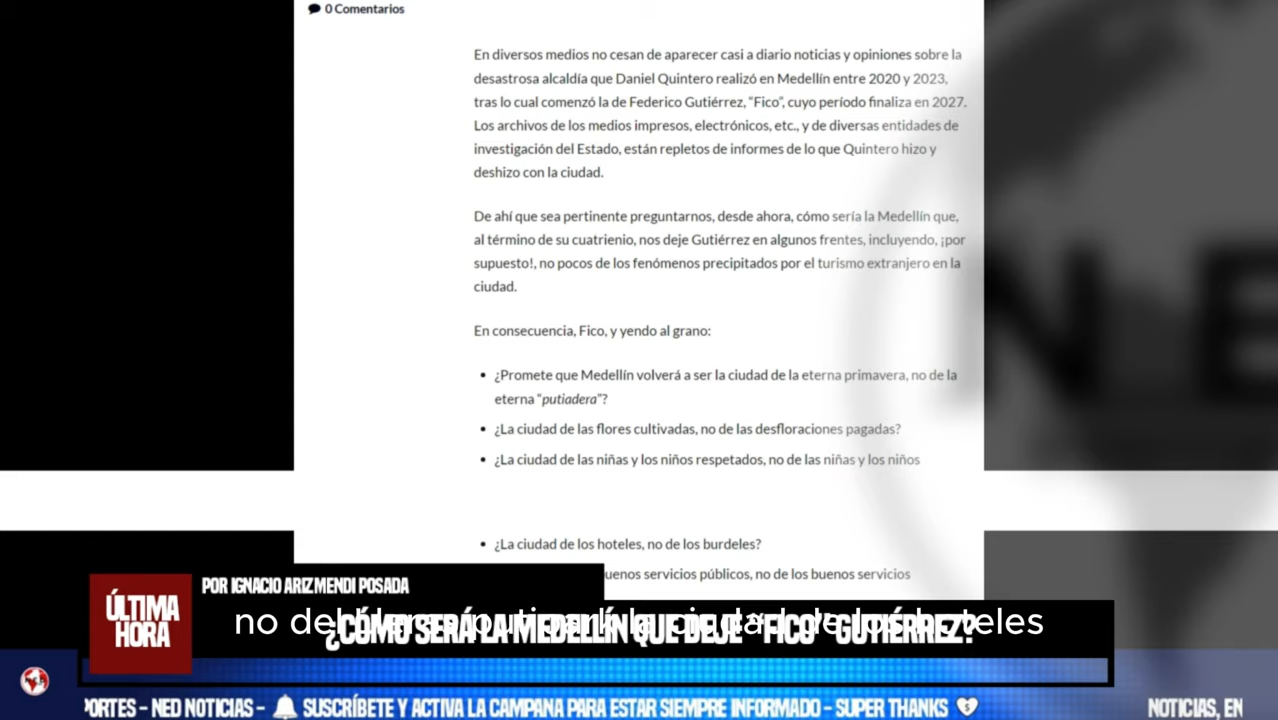 0 Comentarios
En diversos medios no cesan de aparecer casi a diario noticias y opiniones sobre la
desastrosa alcaldía que Daniel Quintero realizó en Medellín entre 2020 y 2023,
tras lo cual comenzó la de Federico Gutiérrez, “Fico”, cuyo período finaliza en 2027.
Los archivos de los medios impresos, electrónicos, etc., y de diversas entidades de
investigación del Estado, están repletos de informes de lo que Quintero hizo y
deshizo con la ciudad.
De ahí que sea pertinente preguntarnos, desde ahora, cómo sería la Medellín que,
al término de su cuatrienio, nos deje Gutiérrez en algunos frentes, incluyendo, ¡por
supuesto!, no pocos de los fenómenos precipitados por el turismo extranjero en la
ciudad.
En consecuencia, Fico, y yendo al grano:
• ¿Promete que Medellín volverá a ser la ciudad de la eterna primavera, no de la
eterna “putiadera”?
• ¿La ciudad de las flores cultivadas, no de las desfloraciones pagadas?
• ¿La ciudad de las niñas y los niños respetados, no de las niñas y los niños
• ¿La ciudad de los hoteles, no de los burdeles?
uenos servicios públicos, no de los buenos servicios
NE
POR IGNACIO ARIZMENDI POSADA
ÚLTIMA
HORA
¿CÓMO SERÁ LA MEDELLÍN QUE DEJE “FICO” GUTIÉRREZ?
no de la ciudad de los hoteles
PORTES – NED NOTICIAS – SUSCRÍBETE Y ACTIVA LA CAMPANA PARA ESTAR SIEMPRE INFORMADO – SUPER THANKS
NOTICIAS, EN